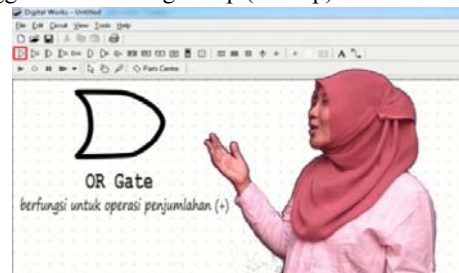 Digital Works - Untitled
File Edit Circuit View Tools Help
A
Parts Centre
OR Gate
berfungsi untuk operasi penjumlahan (+)